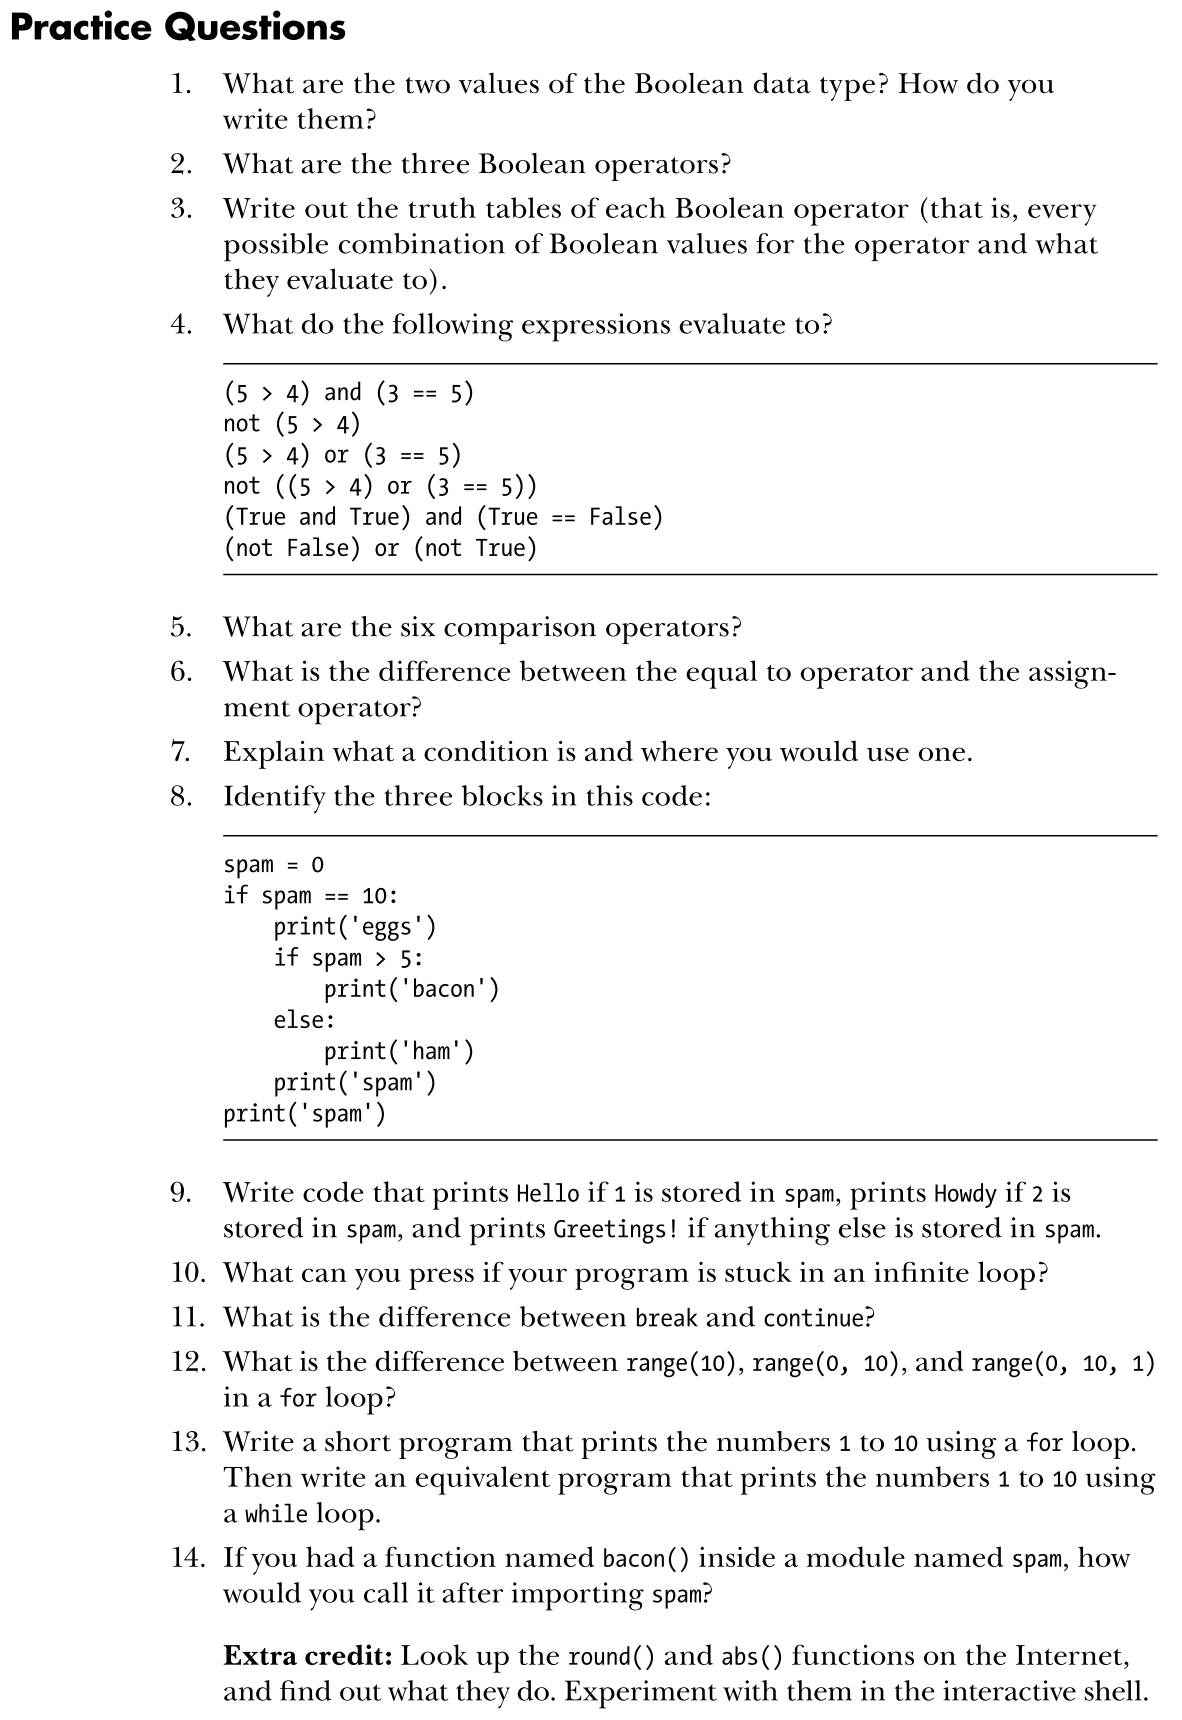 Practice Questions
1. What are the two values of the Boolean data type? How do you
write them?
2. What are the three Boolean operators?
3. Write out the truth tables of each Boolean operator (that is, every
possible combination of Boolean values for the operator and what
they evaluate to).
4. What do the following expressions evaluate to?
(5 > 4) and (3 == 5)
not (5 > 4)
(5 > 4) or (3 == 5)
not ((5 > 4) or (3 == 5))
(True and True) and (True == False)
(not False) or (not True)
5. What are the six comparison operators?
6. What is the difference between the equal to operator and the assign-
ment operator?
7. Explain what a condition is and where you would use one.
8. Identify the three blocks in this code:
spam = 0
if spam == 10:
    print('eggs')
    if spam > 5:
        print('bacon')
    else:
        print('ham')
    print('spam')
print('spam')
9. Write code that prints Hello if 1 is stored in spam, prints Howdy if 2 is
stored in spam, and prints Greetings! if anything else is stored in spam.
10. What can you press if your program is stuck in an infinite loop?
11. What is the difference between break and continue?
12. What is the difference between range(10), range(0, 10), and range(0, 10, 1)
in a for loop?
13. Write a short program that prints the numbers 1 to 10 using a for loop.
Then write an equivalent program that prints the numbers 1 to 10 using
a while loop.
14. If you had a function named bacon() inside a module named spam, how
would you call it after importing spam?
Extra credit: Look up the round() and abs() functions on the Internet,
and find out what they do. Experiment with them in the interactive shell.